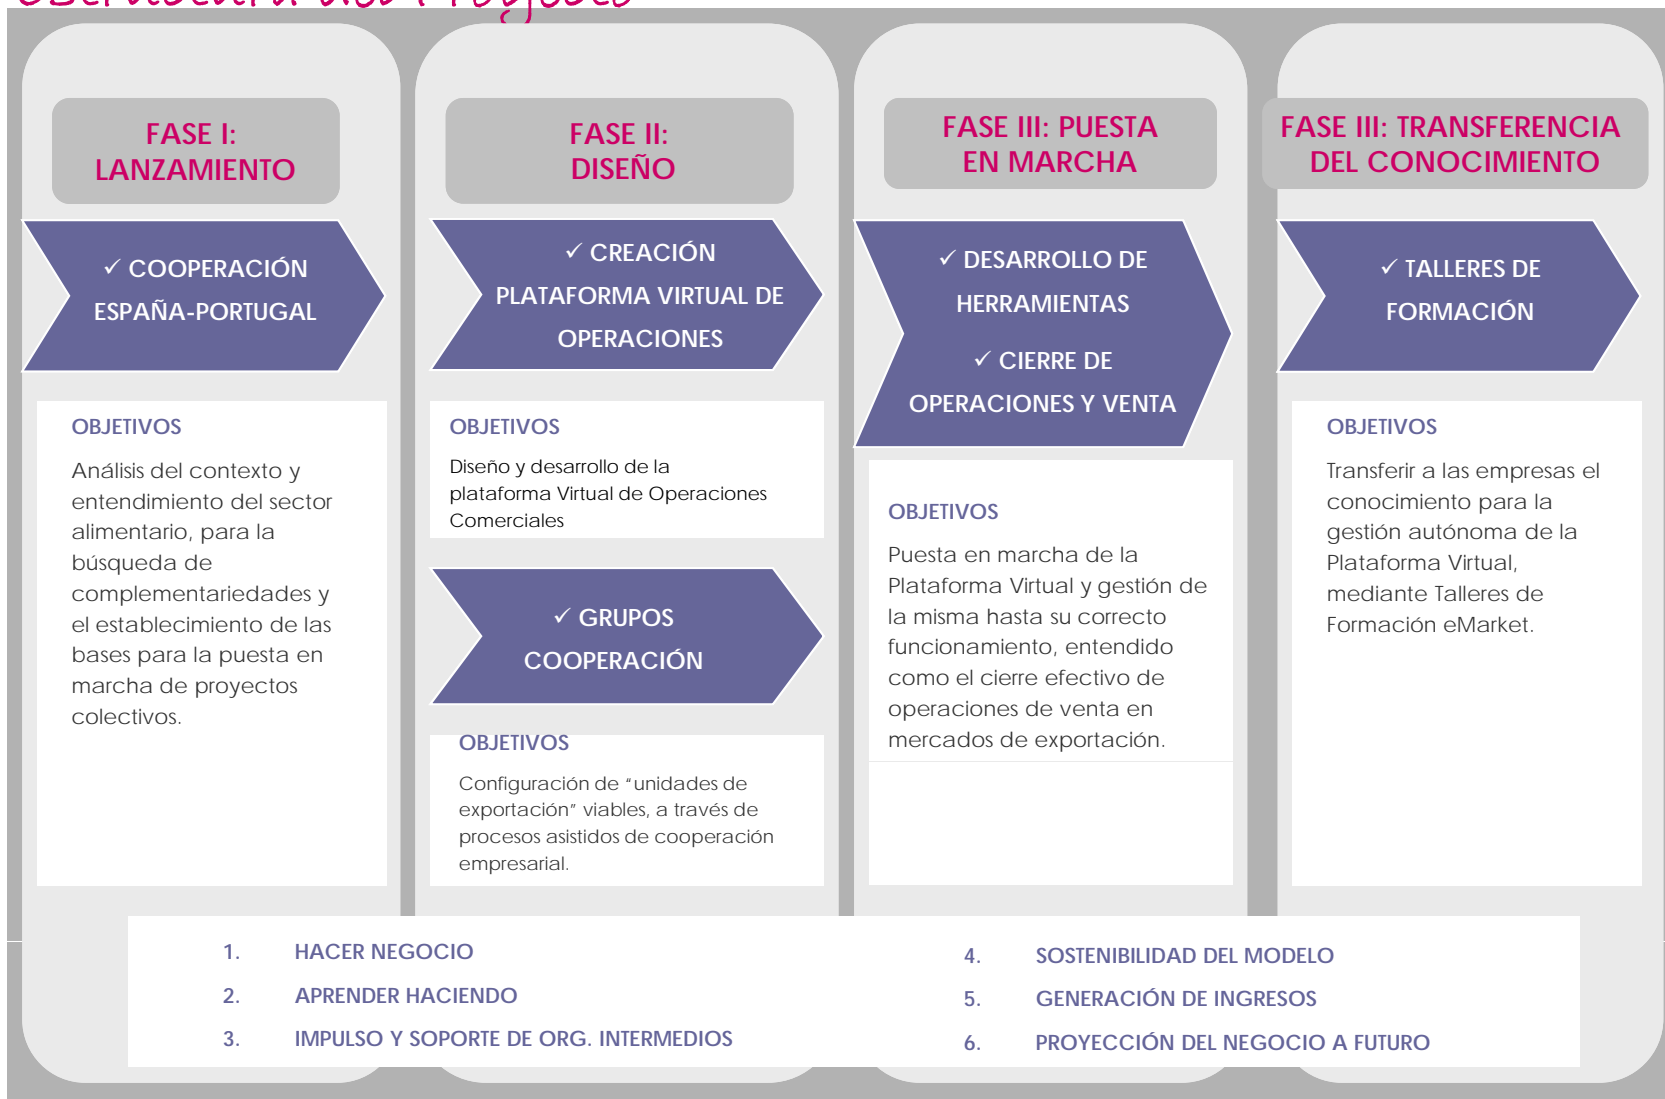 FASE I:
LANZAMIENTO
✓ COOPERACIÓN
ESPAÑA-PORTUGAL
OBJETIVOS
Análisis del contexto y
entendimiento del sector
alimentario, para la
búsqueda de
complementariedades y
el establecimiento de las
bases para la puesta en
marcha de proyectos
colectivos.
FASE II:
DISEÑO
✓ CREACIÓN
PLATAFORMA VIRTUAL DE
OPERACIONES
OBJETIVOS
Diseño y desarrollo de la
plataforma Virtual de Operaciones
Comerciales
✓ GRUPOS
COOPERACIÓN
OBJETIVOS
Configuración de “unidades de
exportación” viables, a través de
procesos asistidos de cooperación
empresarial.
FASE III: PUESTA
EN MARCHA
✓ DESARROLLO DE
HERRAMIENTAS
✓ CIERRE DE
OPERACIONES Y VENTA
OBJETIVOS
Puesta en marcha de la
Plataforma Virtual y gestión de
la misma hasta su correcto
funcionamiento, entendido
como el cierre efectivo de
operaciones de venta en
mercados de exportación.
FASE III: TRANSFERENCIA
DEL CONOCIMIENTO
✓ TALLERES DE
FORMACIÓN
OBJETIVOS
Transferir a las empresas el
conocimiento para la
gestión autónoma de la
Plataforma Virtual,
mediante Talleres de
Formación eMarket.
1. HACER NEGOCIO
2. APRENDER HACIENDO
3. IMPULSO Y SOPORTE DE ORG. INTERMEDIOS
4. SOSTENIBILIDAD DEL MODELO
5. GENERACIÓN DE INGRESOS
6. PROYECCIÓN DEL NEGOCIO A FUTURO